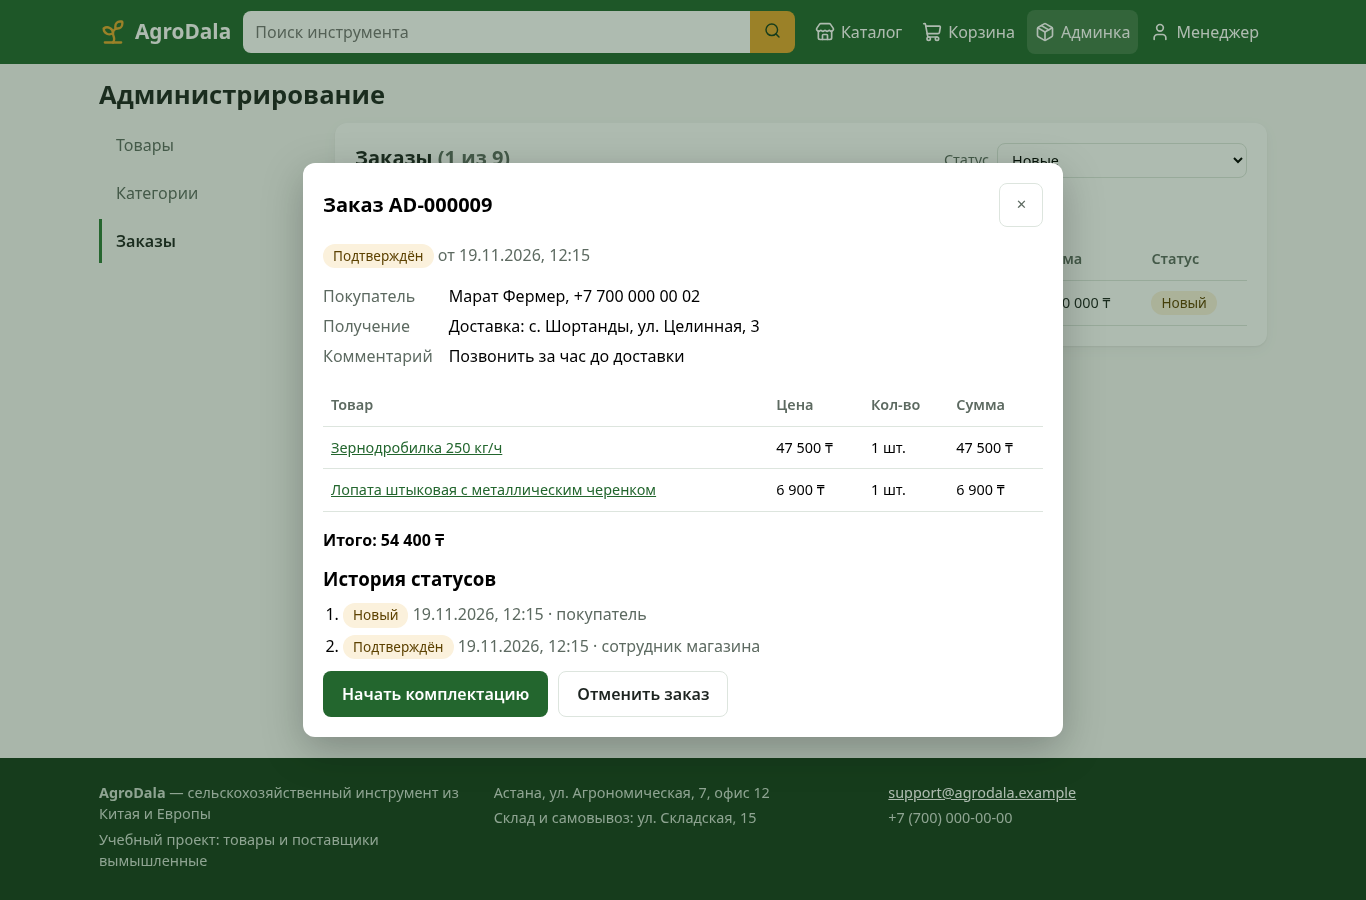 AgroDala
Поиск инструмента
Каталог
Корзина
Админка
Менеджер
Администрирование
Товары
Категории
Заказы
Заказы (1 из 9)
Статус
Новые
ма
Статус
0 000 ₸
Новый
Заказ AD-000009
×
Подтверждён от 19.11.2026, 12:15
Покупатель Марат Фермер, +7 700 000 00 02
Получение Доставка: с. Шортанды, ул. Целинная, 3
Комментарий Позвонить за час до доставки
Товар Цена Кол-во Сумма
Зернодробилка 250 кг/ч 47 500 ₸ 1 шт. 47 500 ₸
Лопата штыковая с металлическим черенком 6 900 ₸ 1 шт. 6 900 ₸
Итого: 54 400 ₸
История статусов
1. Новый 19.11.2026, 12:15 · покупатель
2. Подтверждён 19.11.2026, 12:15 · сотрудник магазина
Начать комплектацию
Отменить заказ
AgroDala — сельскохозяйственный инструмент из
Китая и Европы
Учебный проект: товары и поставщики
вымышленные
Астана, ул. Агрономическая, 7, офис 12
Склад и самовывоз: ул. Складская, 15
support@agrodala.example
+7 (700) 000-00-00